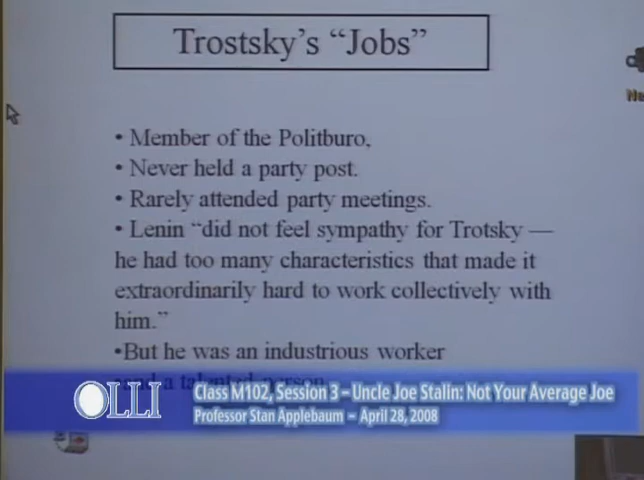 Trostsky's "Jobs"
• Member of the Politburo,
• Never held a party post.
• Rarely attended party meetings.
• Lenin "did not feel sympathy for Trotsky —
he had too many characteristics that made it
extraordinarily hard to work collectively with
him."
•But he was an industrious worker
and a talented person
OLLI
Class M102, Session 3 – Uncle Joe Stalin: Not Your Average Joe
Professor Stan Applebaum – April 28, 2008